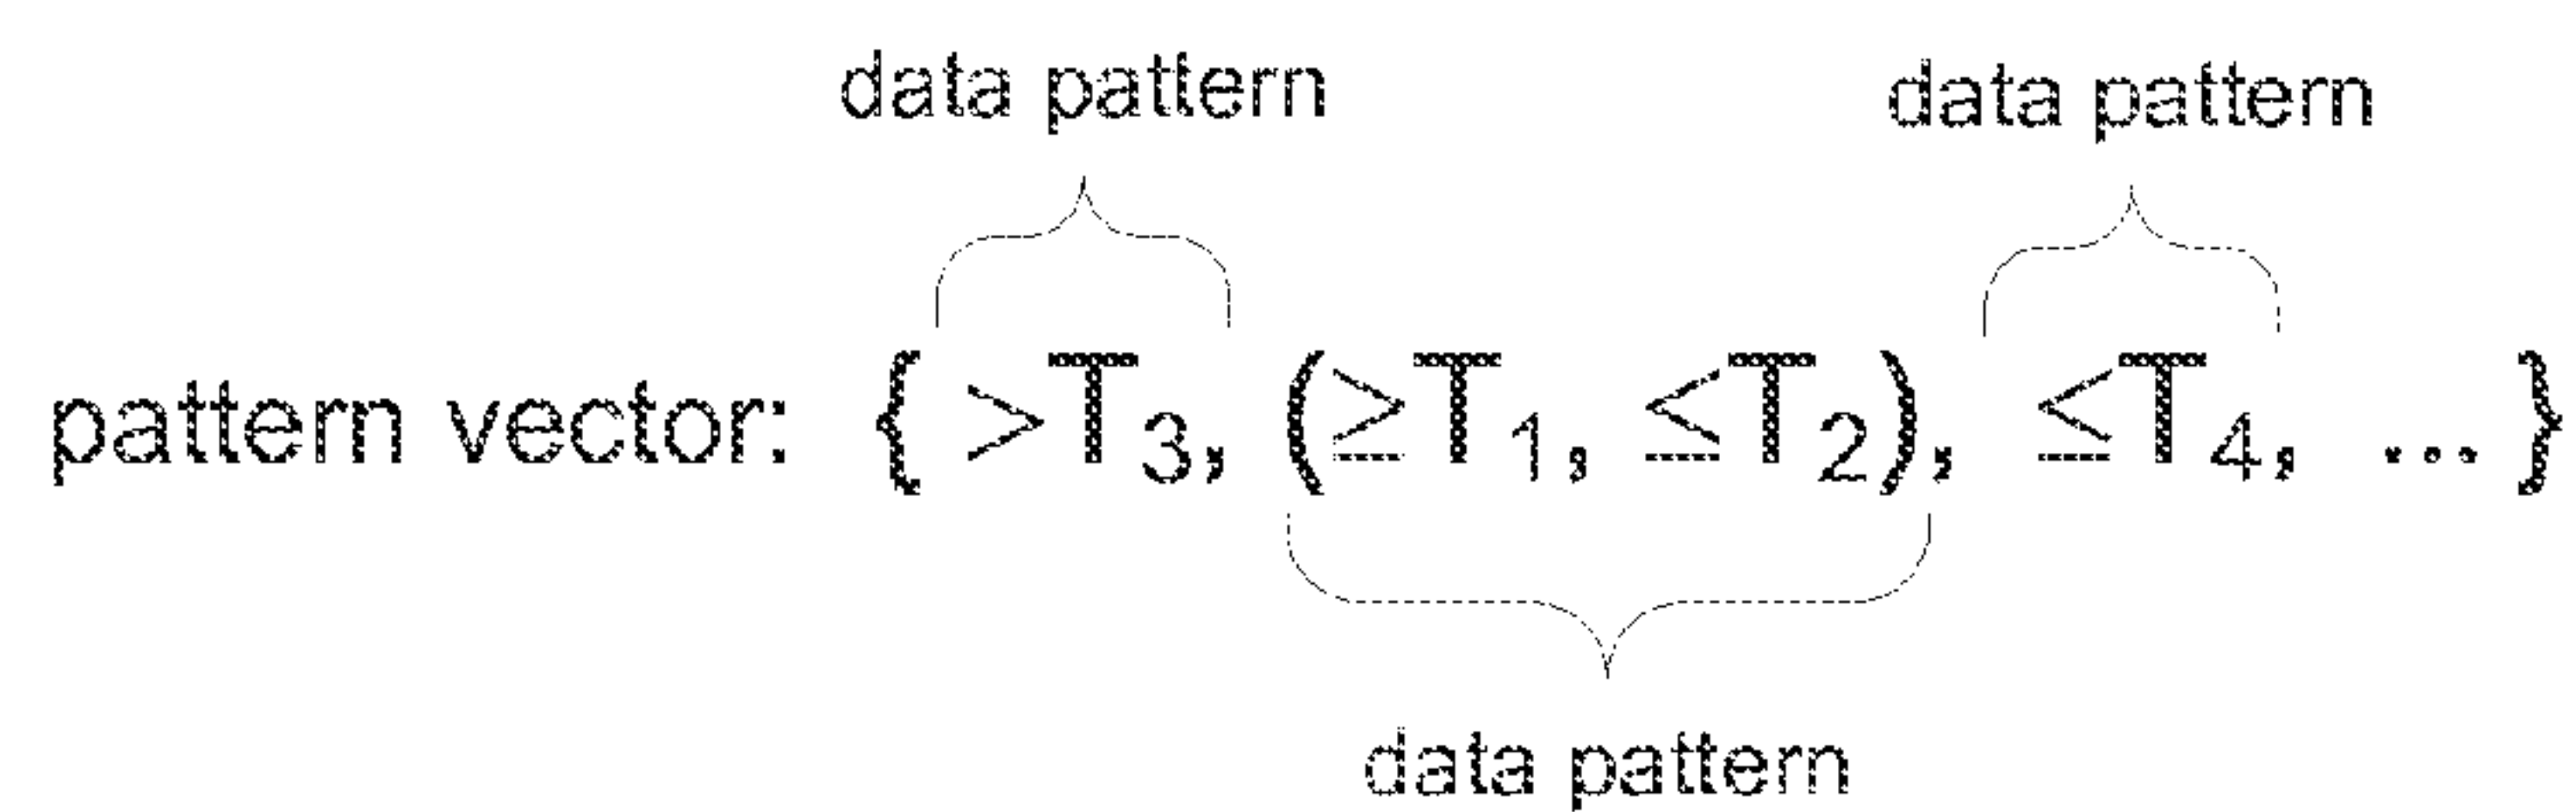 data pattern data pattern
pattern vector: { >T₃, (≥T₁, ≤T₂), ≤T₄, ... }
data pattern